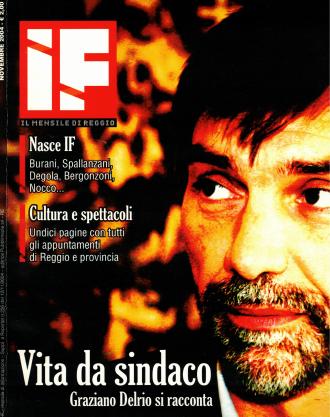 NOVEMBRE 2004 - € 2,00
iF
IL MENSILE DI REGGIO
Nasce IF
Burani, Spallanzani,
Degola, Bergonzoni,
Nocco...
Cultura e spettacoli
Undici pagine con tutti
gli appuntamenti
di Reggio e provincia
Vita da sindaco
Graziano Delrio si racconta